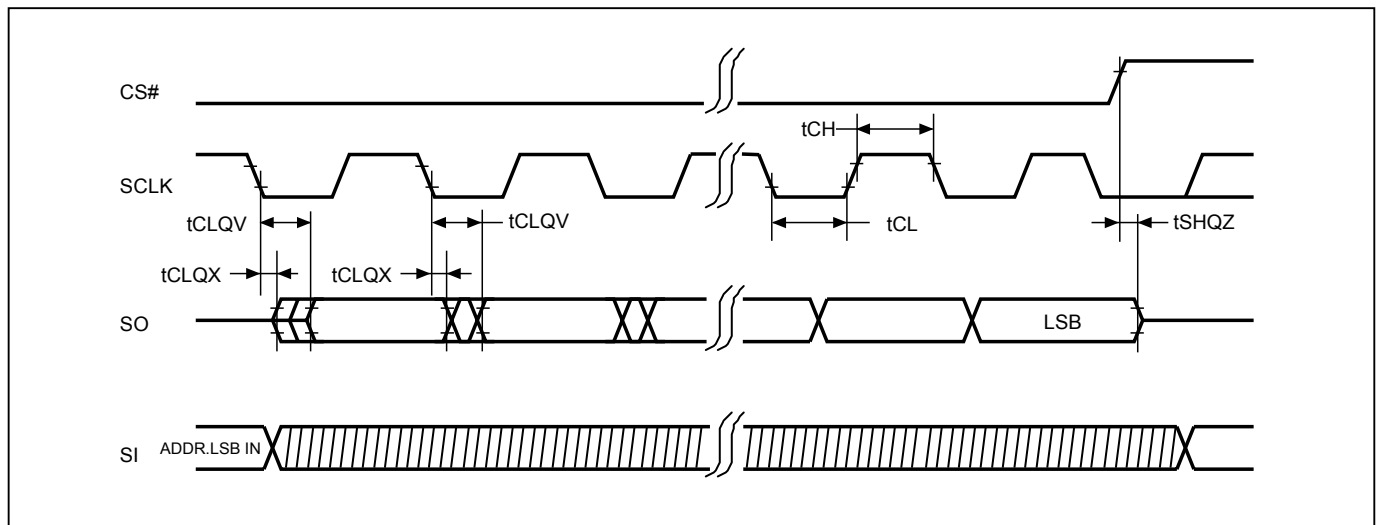 CS#
tCH
SCLK
tCLQV
tCLQV
tCL
tSHQZ
tCLQX
tCLQX
SO
LSB
SI
ADDR.LSB IN